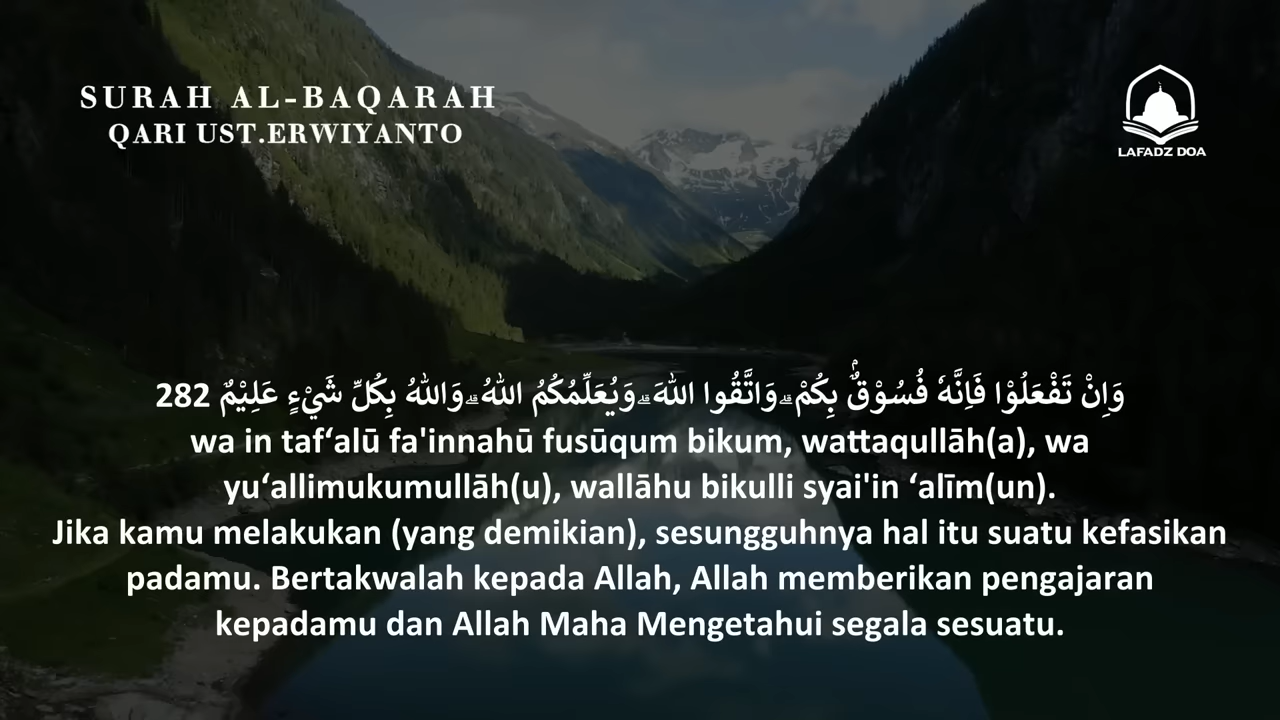 SURAH AL-BAQARAH
QARI UST.ERWIYANTO
LAFADZ DOA
وَاِنْ تَفْعَلُوْا فَاِنَّهٗ فُسُوْقٌۢ بِكُمْ ۗ وَاتَّقُوا اللّٰهَ ۗ وَيُعَلِّمُكُمُ اللّٰهُ ۗ وَاللّٰهُ بِكُلِّ شَيْءٍ عَلِيْمٌ 282
wa in taf‘alū fa'innahū fusūqum bikum, wattaqullāh(a), wa
yu‘allimukumullāh(u), wallāhu bikulli syai'in ‘alīm(un).
Jika kamu melakukan (yang demikian), sesungguhnya hal itu suatu kefasikan
padamu. Bertakwalah kepada Allah, Allah memberikan pengajaran
kepadamu dan Allah Maha Mengetahui segala sesuatu.